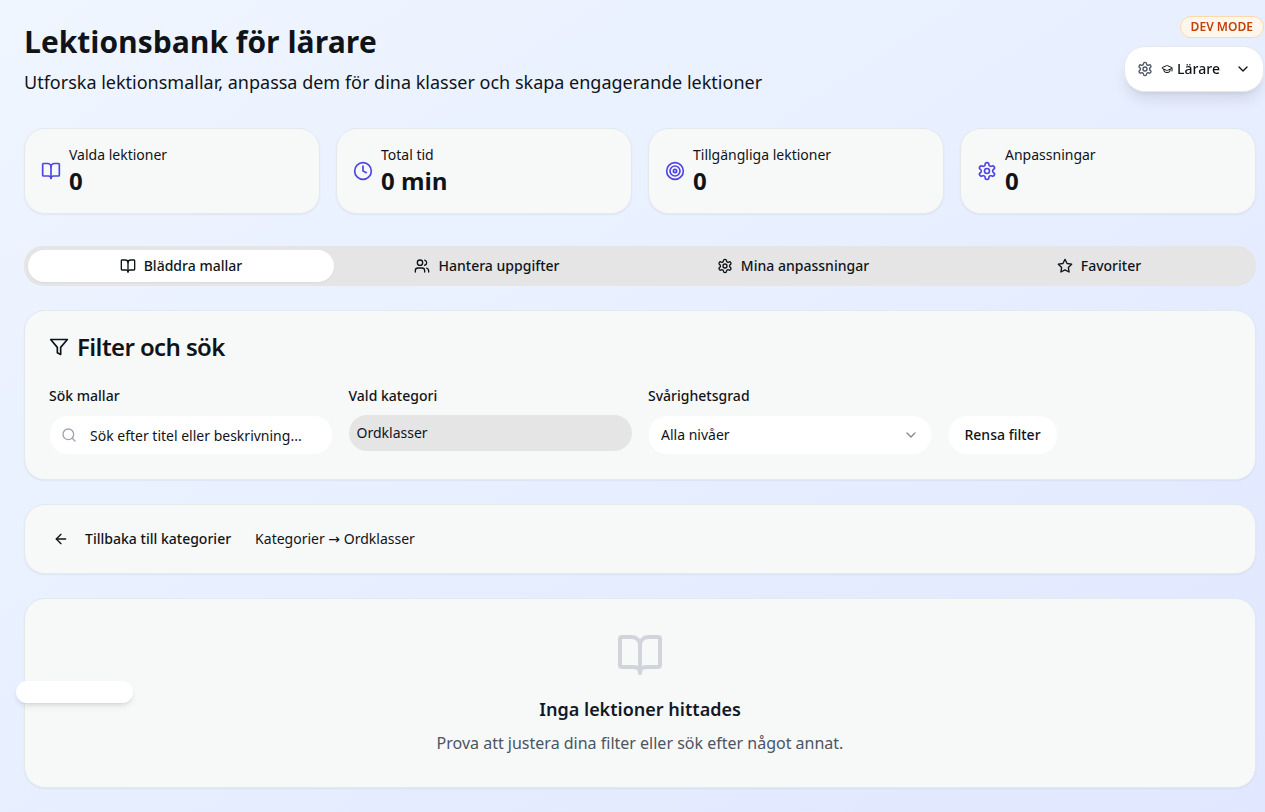 Lektionsbank för lärare
DEV MODE
Lärare
Utforska lektionsmallar, anpassa dem för dina klasser och skapa engagerande lektioner
Valda lektioner
0
Total tid
0 min
Tillgängliga lektioner
0
Anpassningar
0
Bläddra mallar
Hantera uppgifter
Mina anpassningar
Favoriter
Filter och sök
Sök mallar
Sök efter titel eller beskrivning...
Vald kategori
Ordklasser
Svårighetsgrad
Alla nivåer
Rensa filter
Tillbaka till kategorier
Kategorier → Ordklasser
Inga lektioner hittades
Prova att justera dina filter eller sök efter något annat.